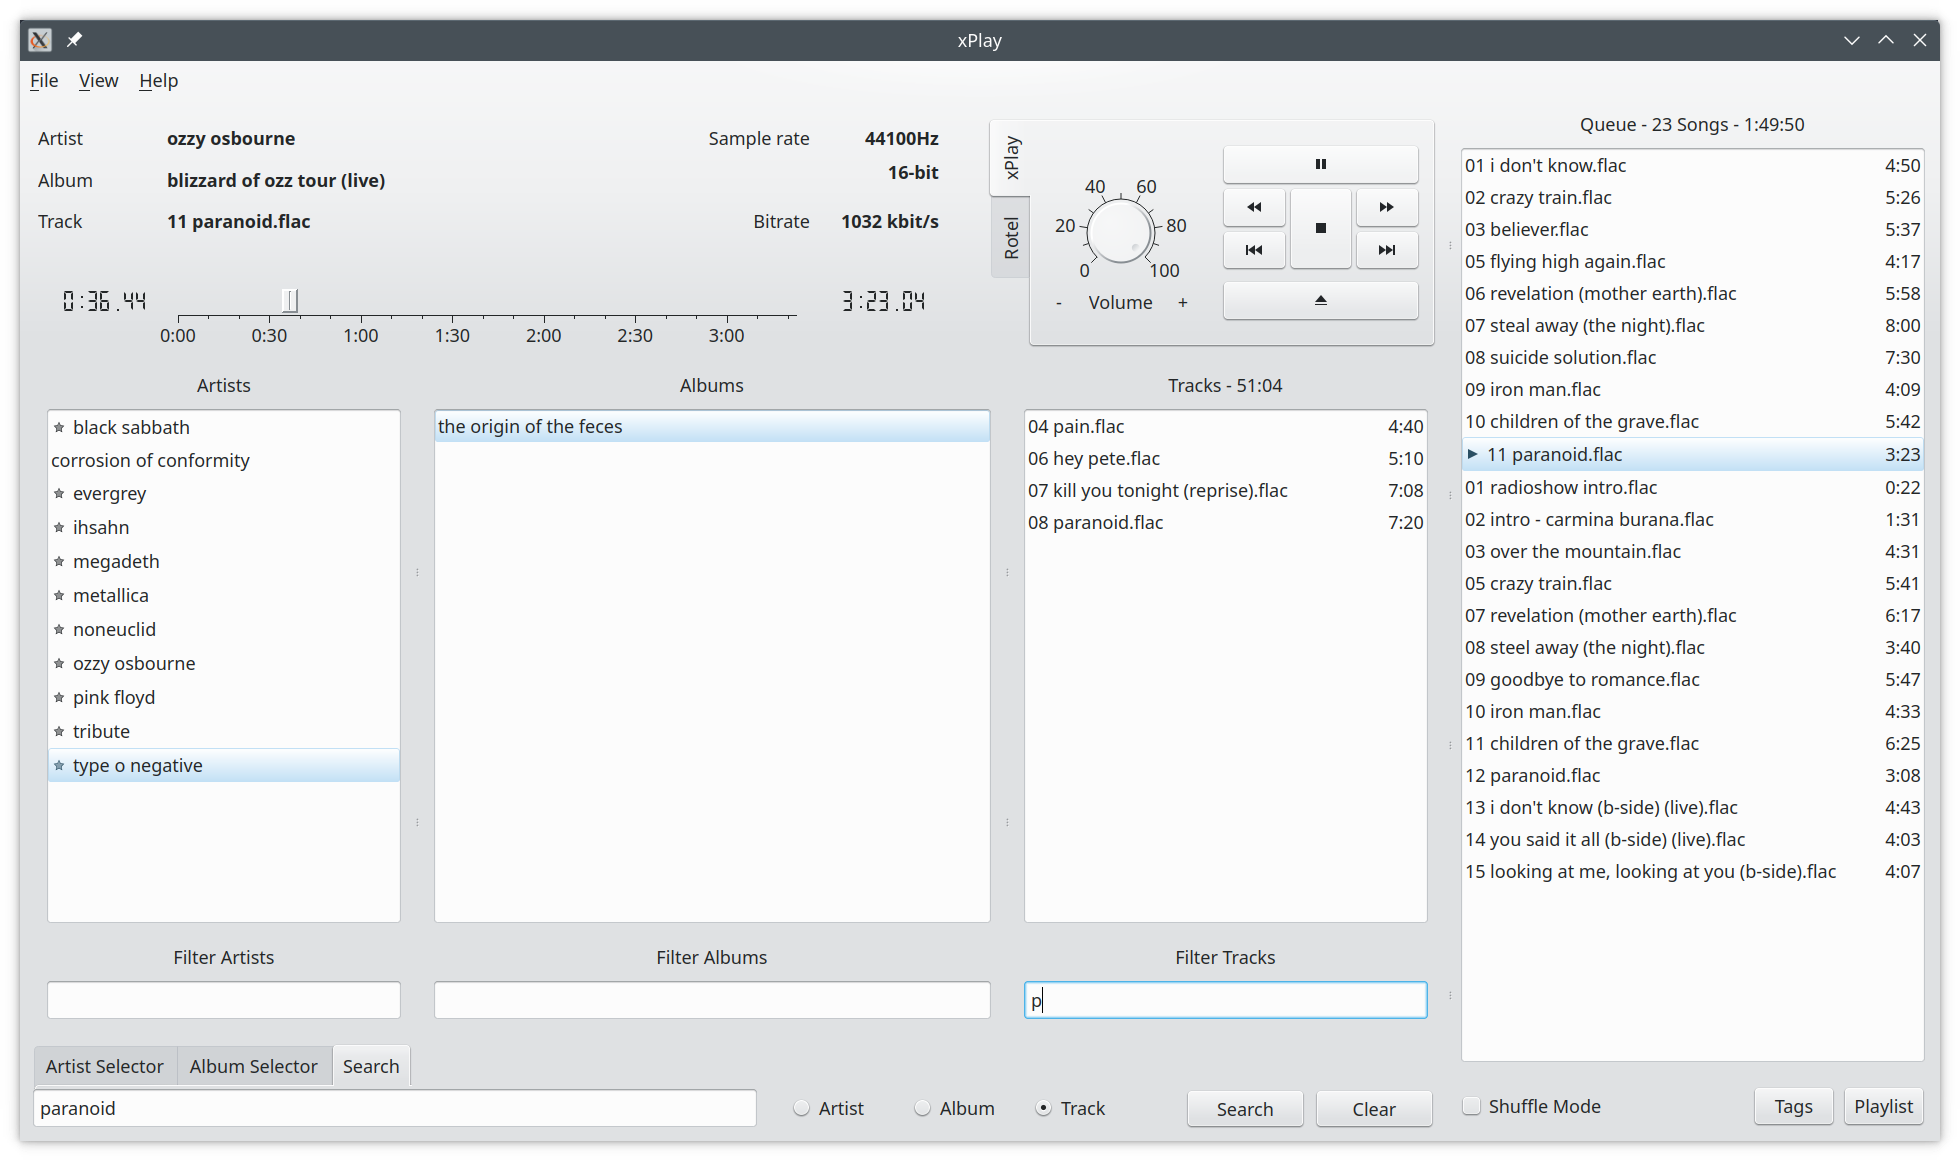 xPlay
File View Help
Artist ozzy osbourne Sample rate 44100Hz
16-bit
Album blizzard of ozz tour (live)
Track 11 paranoid.flac Bitrate 1032 kbit/s
0:36.44 3:23.04
0:00 0:30 1:00 1:30 2:00 2:30 3:00
xPlay
Rotel
0 20 40 60 80 100
- Volume +
Artists
black sabbath
corrosion of conformity
evergrey
ihsahn
megadeth
metallica
noneuclid
ozzy osbourne
pink floyd
tribute
type o negative
Filter Artists
Albums
the origin of the feces
Filter Albums
Tracks - 51:04
04 pain.flac 4:40
06 hey pete.flac 5:10
07 kill you tonight (reprise).flac 7:08
08 paranoid.flac 7:20
Filter Tracks
p
Queue - 23 Songs - 1:49:50
01 i don't know.flac 4:50
02 crazy train.flac 5:26
03 believer.flac 5:37
05 flying high again.flac 4:17
06 revelation (mother earth).flac 5:58
07 steal away (the night).flac 8:00
08 suicide solution.flac 7:30
09 iron man.flac 4:09
10 children of the grave.flac 5:42
11 paranoid.flac 3:23
01 radioshow intro.flac 0:22
02 intro - carmina burana.flac 1:31
03 over the mountain.flac 4:31
05 crazy train.flac 5:41
07 revelation (mother earth).flac 6:17
08 steel away (the night).flac 3:40
09 goodbye to romance.flac 5:47
10 iron man.flac 4:33
11 children of the grave.flac 6:25
12 paranoid.flac 3:08
13 i don't know (b-side) (live).flac 4:43
14 you said it all (b-side) (live).flac 4:03
15 looking at me, looking at you (b-side).flac 4:07
Artist Selector Album Selector Search
paranoid Artist Album Track Search Clear
Shuffle Mode Tags Playlist